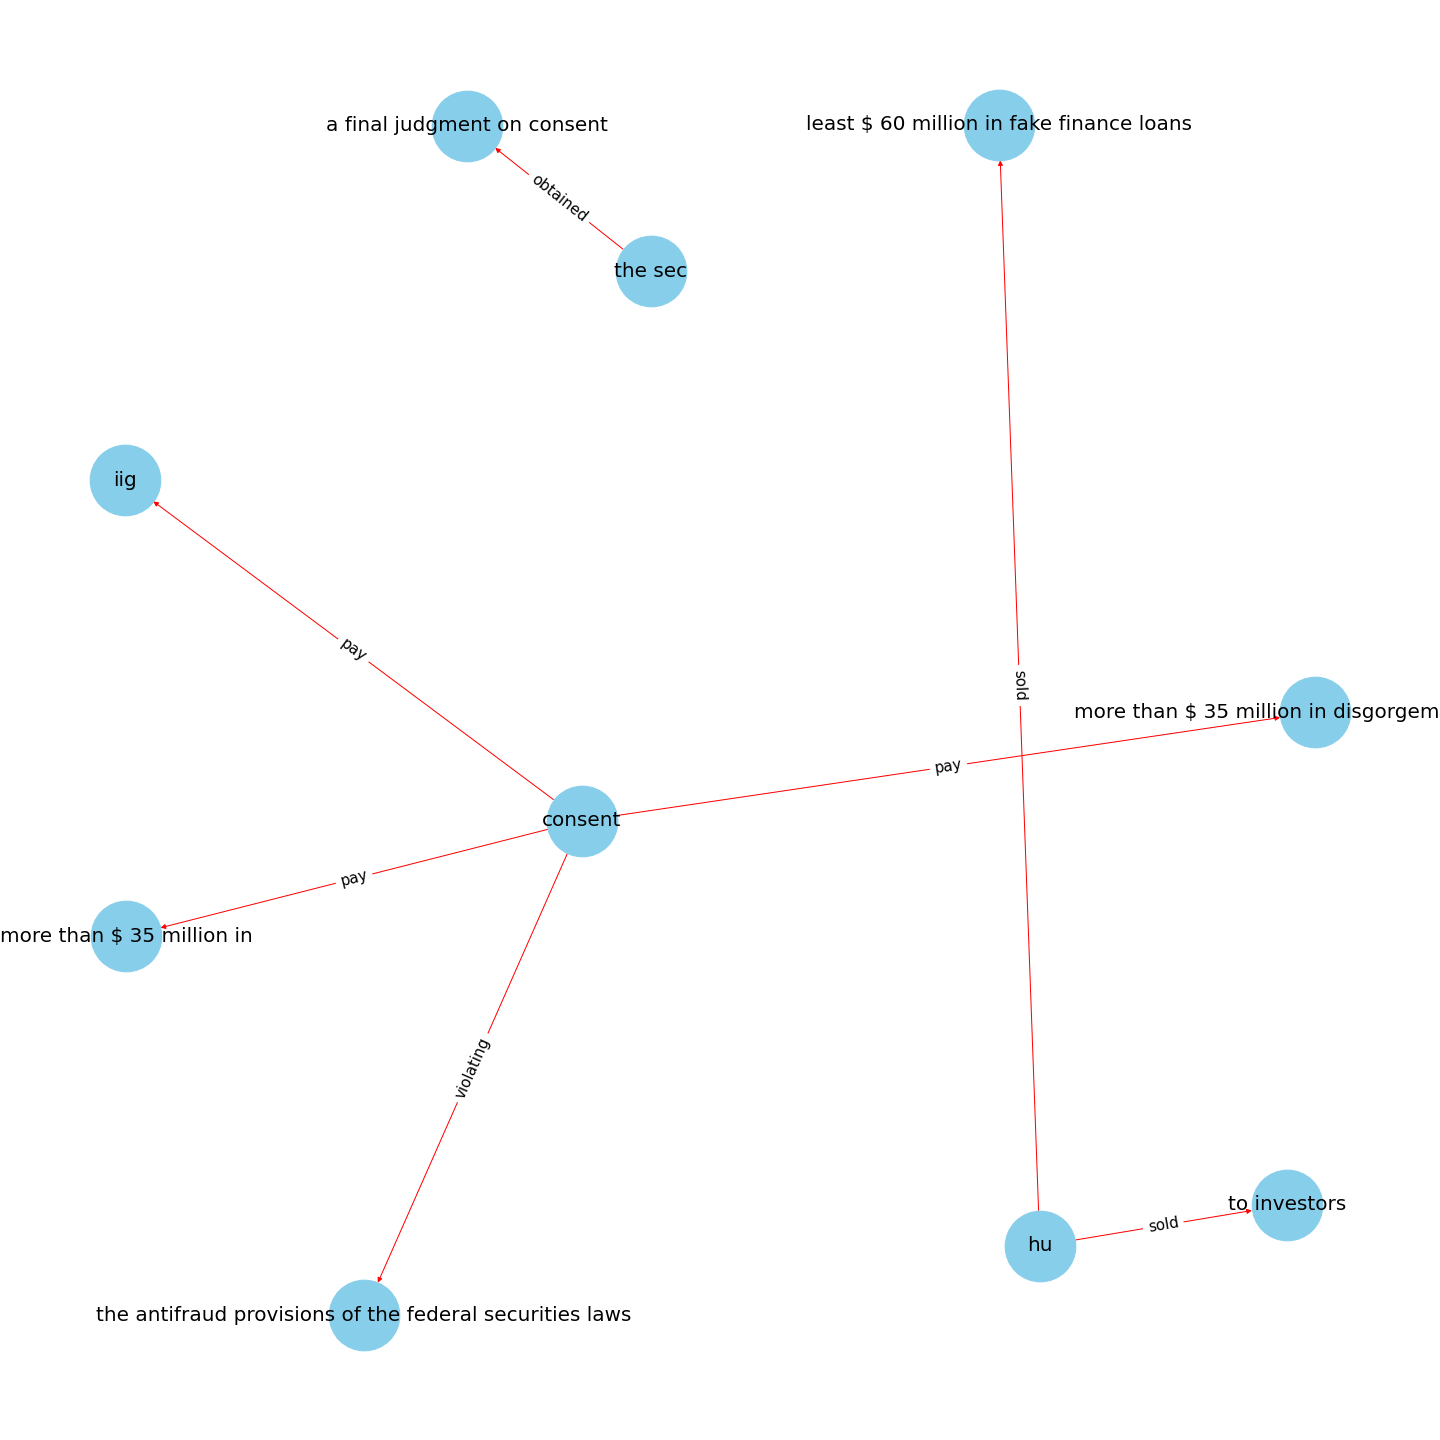 a final judgment on consent
least $ 60 million in fake finance loans
obtained
the sec
iig
pay
sold
more than $ 35 million in disgorgem
pay
consent
pay
more than $ 35 million in
violating
to investors
sold
hu
the antifraud provisions of the federal securities laws